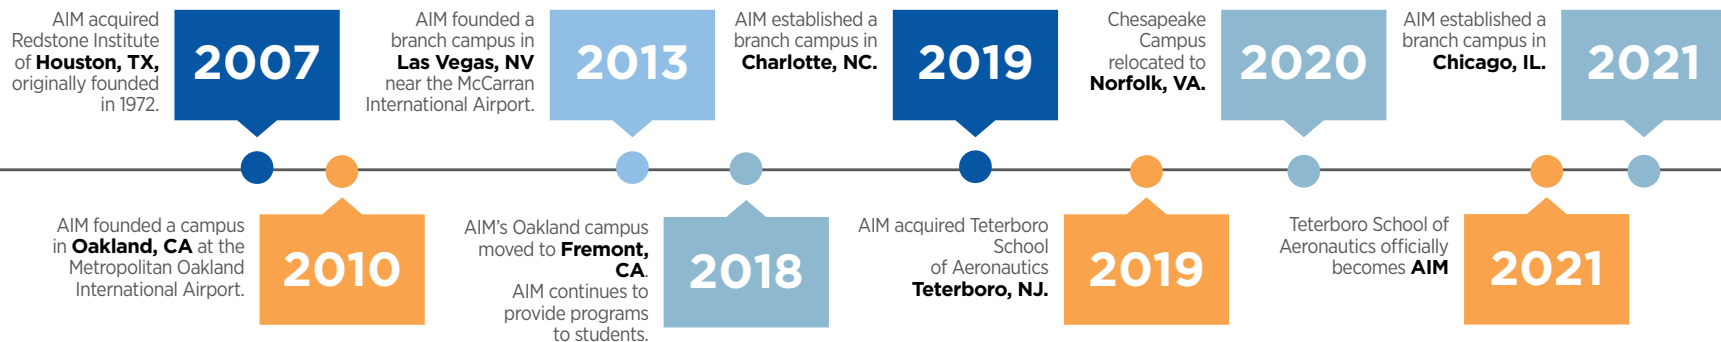 AIM acquired
Redstone Institute
of Houston, TX,
originally founded
in 1972.
2007
AIM founded a
branch campus in
Las Vegas, NV
near the McCarran
International Airport.
2013
AIM established a
branch campus in
Charlotte, NC.
2019
Chesapeake
Campus
relocated to
Norfolk, VA.
2020
AIM established a
branch campus in
Chicago, IL.
2021
AIM founded a campus
in Oakland, CA at the
Metropolitan Oakland
International Airport.
2010
AIM’s Oakland campus
moved to Fremont,
CA.
AIM continues to
provide programs
to students.
2018
AIM acquired Teterboro
School
of Aeronautics
Teterboro, NJ.
2019
Teterboro School of
Aeronautics officially
becomes AIM
2021